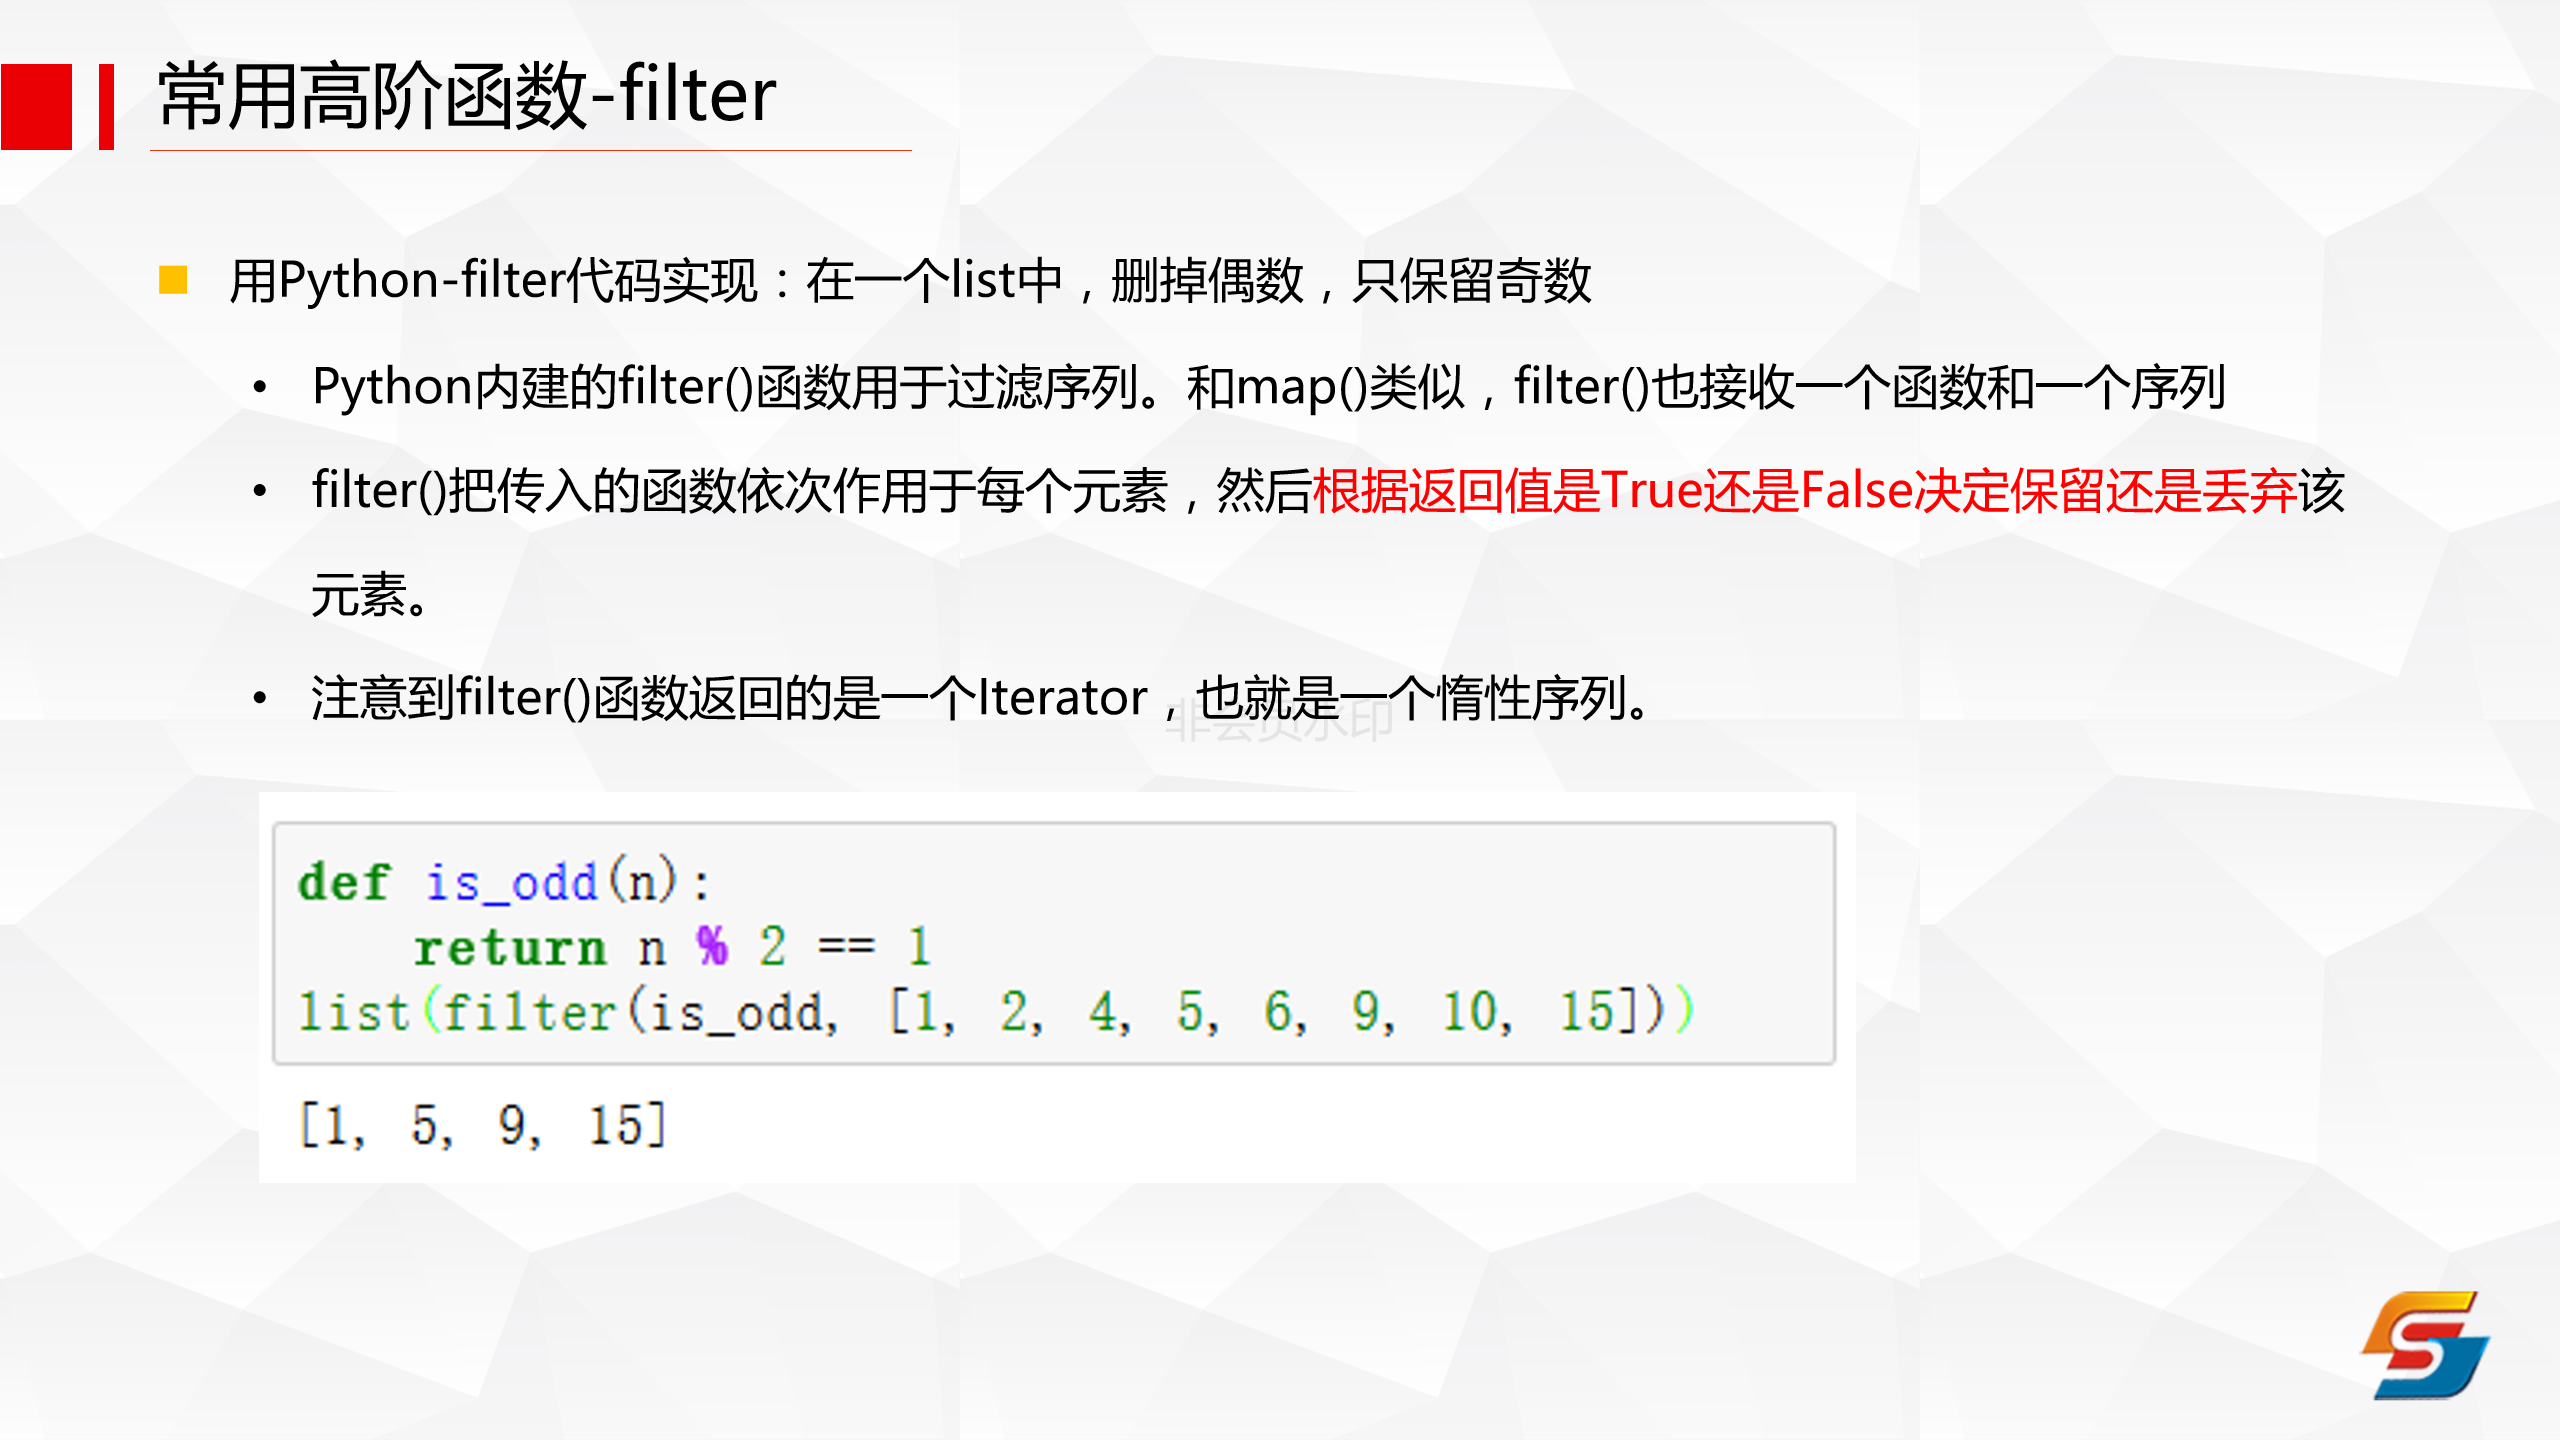 常用高阶函数-filter
用Python-filter代码实现：在一个list中，删掉偶数，只保留奇数
Python内建的filter()函数用于过滤序列。和map()类似，filter()也接收一个函数和一个序列
filter()把传入的函数依次作用于每个元素，然后根据返回值是True还是False决定保留还是丢弃该
元素。
注意到filter()函数返回的是一个Iterator，也就是一个惰性序列。
非会员水印
def is_odd(n):
    return n % 2 == 1
list(filter(is_odd, [1, 2, 4, 5, 6, 9, 10, 15]))
[1, 5, 9, 15]